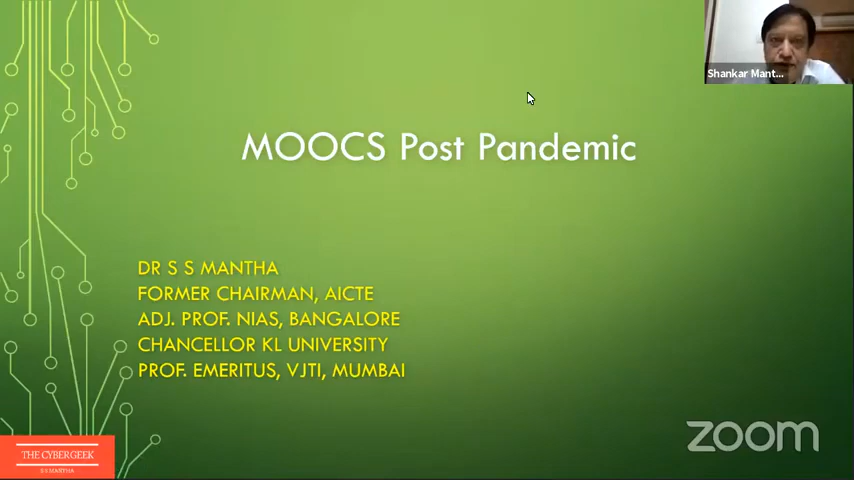 Shankar Mant...
MOOCS Post Pandemic
DR S S MANTHA
FORMER CHAIRMAN, AICTE
ADJ. PROF. NIAS, BANGALORE
CHANCELLOR KL UNIVERSITY
PROF. EMERITUS, VJTI, MUMBAI
zoom
THE CYBERGEEK
S S MANTHA